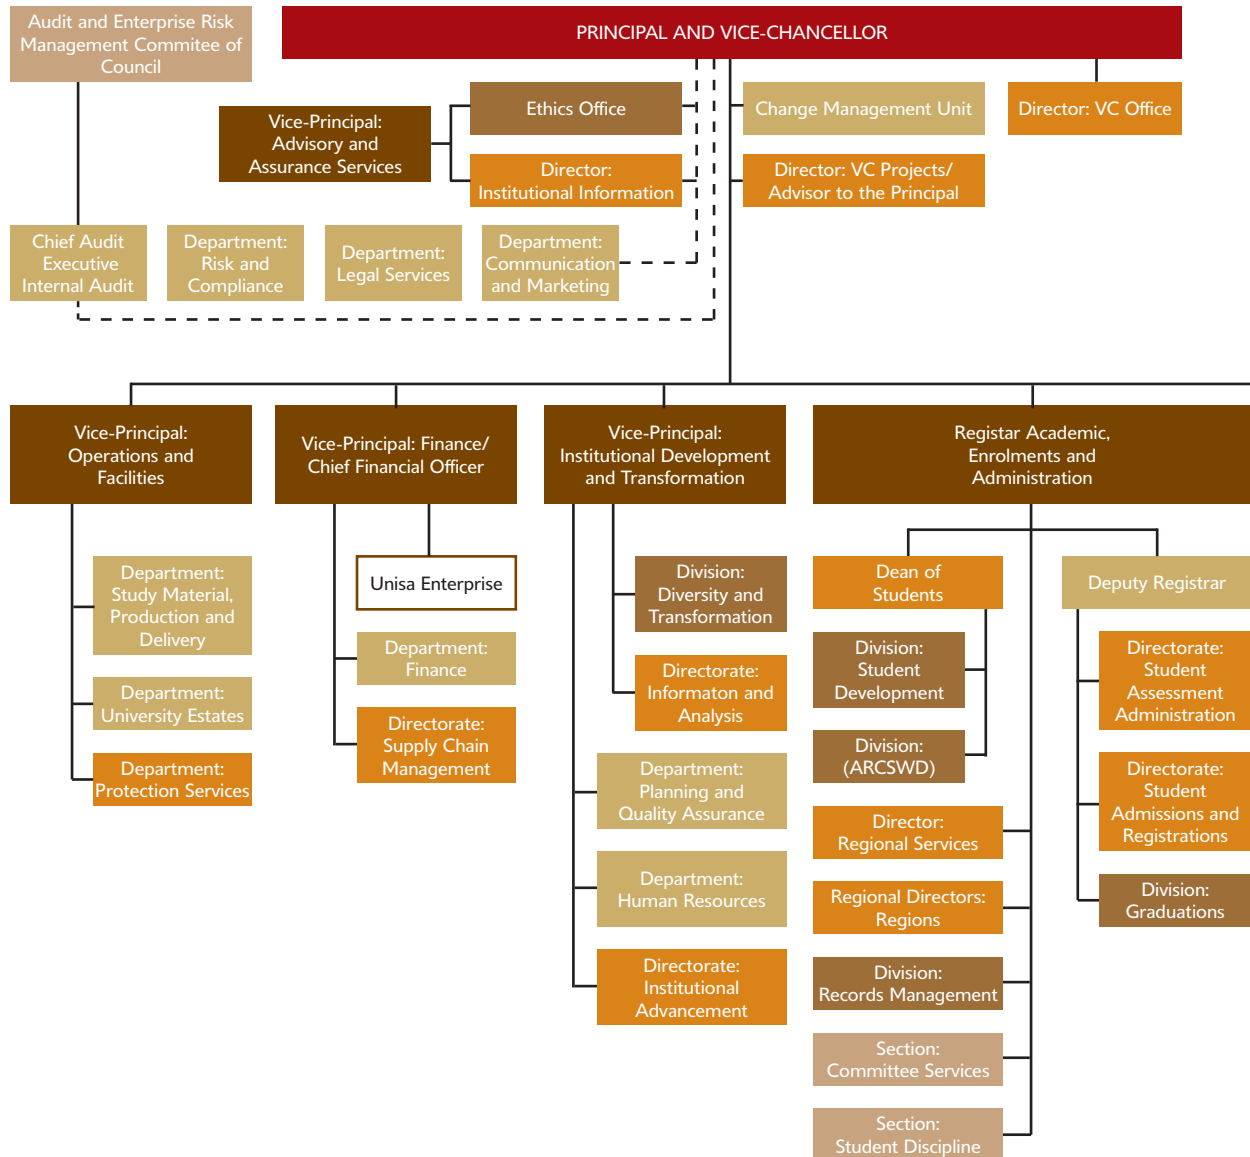 Audit and Enterprise Risk
Management Commitee of
Council
PRINCIPAL AND VICE-CHANCELLOR
Vice-Principal:
Advisory and
Assurance Services
Ethics Office
Change Management Unit
Director: VC Office
Director:
Institutional Information
Director: VC Projects/
Advisor to the Principal
Chief Audit
Executive
Internal Audit
Department:
Risk and
Compliance
Department:
Legal Services
Department:
Communication
and Marketing
Vice-Principal:
Operations and
Facilities
Vice-Principal: Finance/
Chief Financial Officer
Vice-Principal:
Institutional Development
and Transformation
Registar Academic,
Enrolments and
Administration
Department:
Study Material,
Production and
Delivery
Department:
University Estates
Department:
Protection Services
Unisa Enterprise
Department:
Finance
Directorate:
Supply Chain
Management
Division:
Diversity and
Transformation
Directorate:
Informaton and
Analysis
Department:
Planning and
Quality Assurance
Department:
Human Resources
Directorate:
Institutional
Advancement
Dean of
Students
Division:
Student
Development
Division:
(ARCSWD)
Director:
Regional Services
Regional Directors:
Regions
Division:
Records Management
Section:
Committee Services
Section:
Student Discipline
Deputy Registrar
Directorate:
Student
Assessment
Administration
Directorate:
Student
Admissions and
Registrations
Division:
Graduations